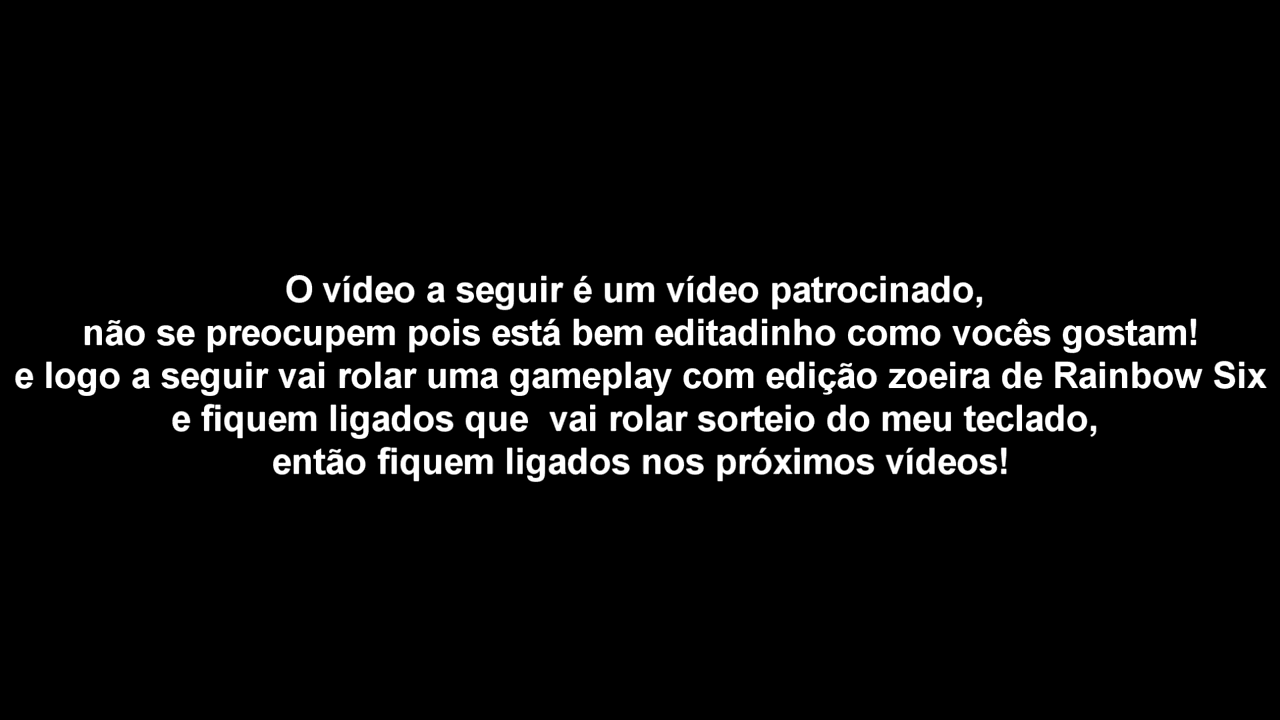 O vídeo a seguir é um vídeo patrocinado,
não se preocupem pois está bem editadinho como vocês gostam!
e logo a seguir vai rolar uma gameplay com edição zoeira de Rainbow Six
e fiquem ligados que  vai rolar sorteio do meu teclado,
então fiquem ligados nos próximos vídeos!